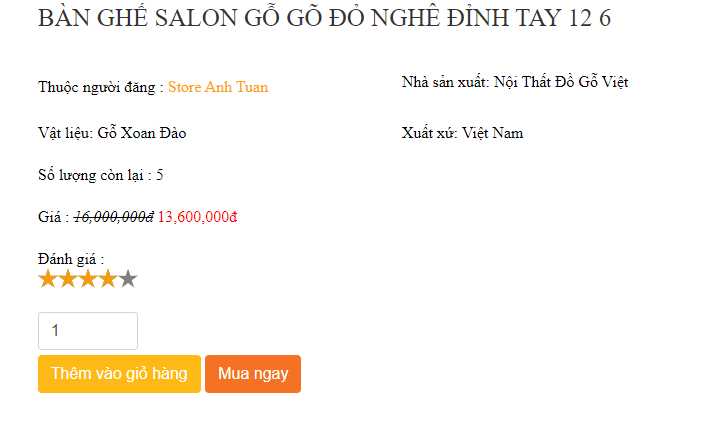 BÀN GHẾ SALON GỖ GÕ ĐỎ NGHÊ ĐỈNH TAY 12 6
Thuộc người đăng : Store Anh Tuan
Nhà sản xuất: Nội Thất Đồ Gỗ Việt
Vật liệu: Gỗ Xoan Đào
Xuất xứ: Việt Nam
Số lượng còn lại : 5
Giá : 16,000,000đ 13,600,000đ
Đánh giá :
1
Thêm vào giỏ hàng
Mua ngay